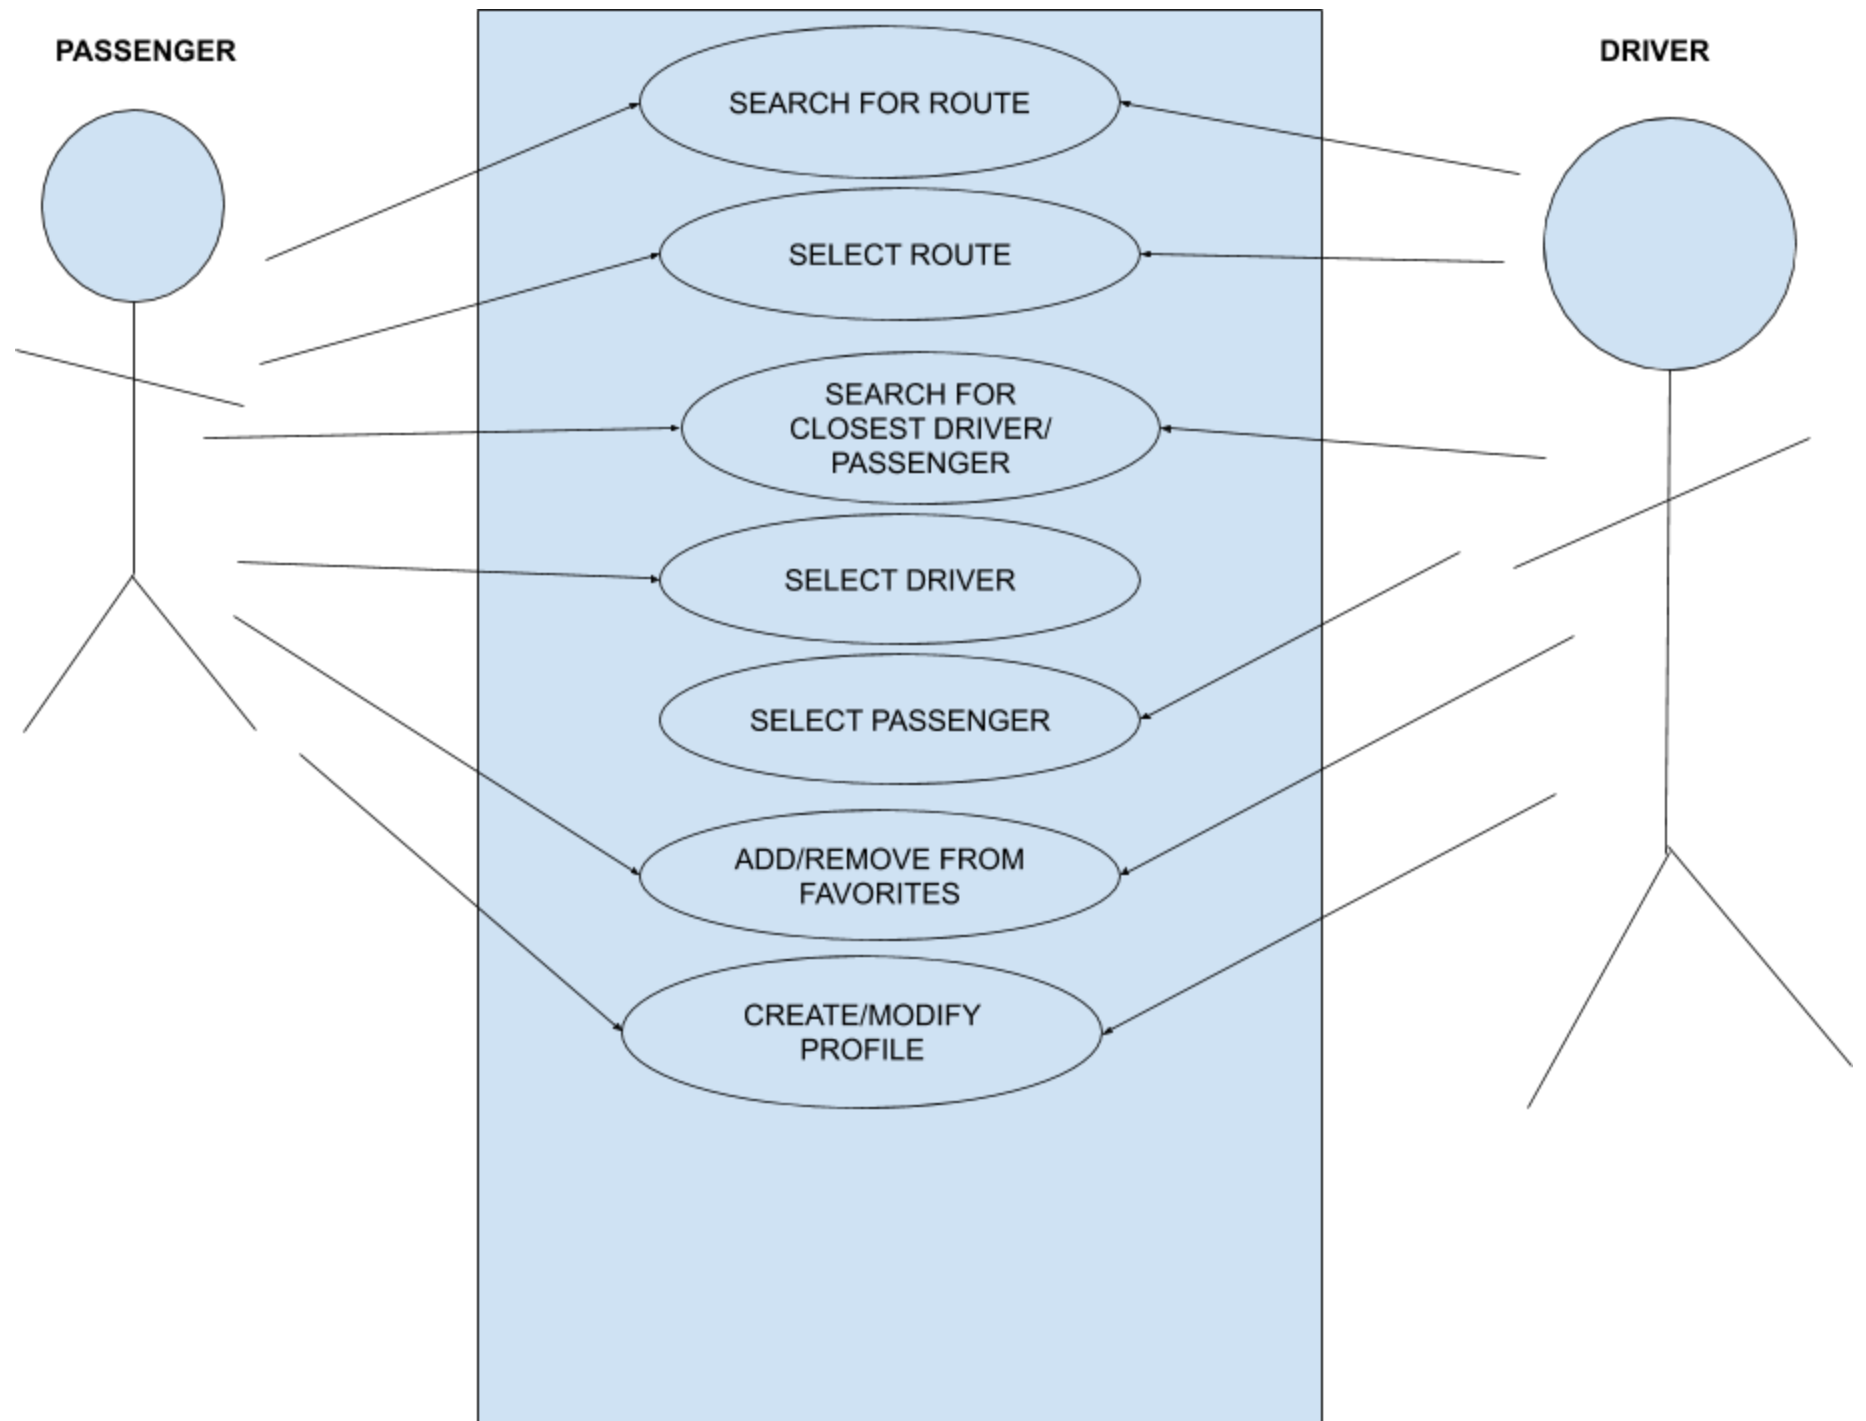 PASSENGER
DRIVER
SEARCH FOR ROUTE
SELECT ROUTE
SEARCH FOR
CLOSEST DRIVER/
PASSENGER
SELECT DRIVER
SELECT PASSENGER
ADD/REMOVE FROM
FAVORITES
CREATE/MODIFY
PROFILE